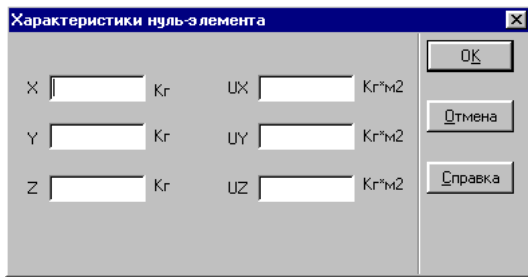 Характеристики нуль-элемента
X Кг UX Кг*м2
Y Кг UY Кг*м2
Z Кг UZ Кг*м2
OK
Отмена
Справка